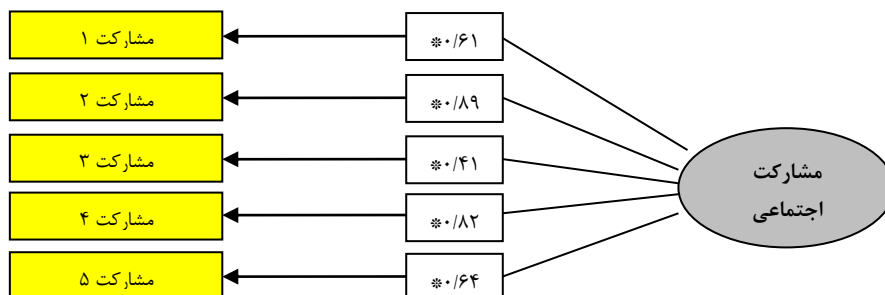 مشارکت ۱
*۰/۶۱
مشارکت ۲
*۰/۸۹
مشارکت ۳
*۰/۴۱
مشارکت ۴
*۰/۸۲
مشارکت ۵
*۰/۶۴
مشارکت
اجتماعی